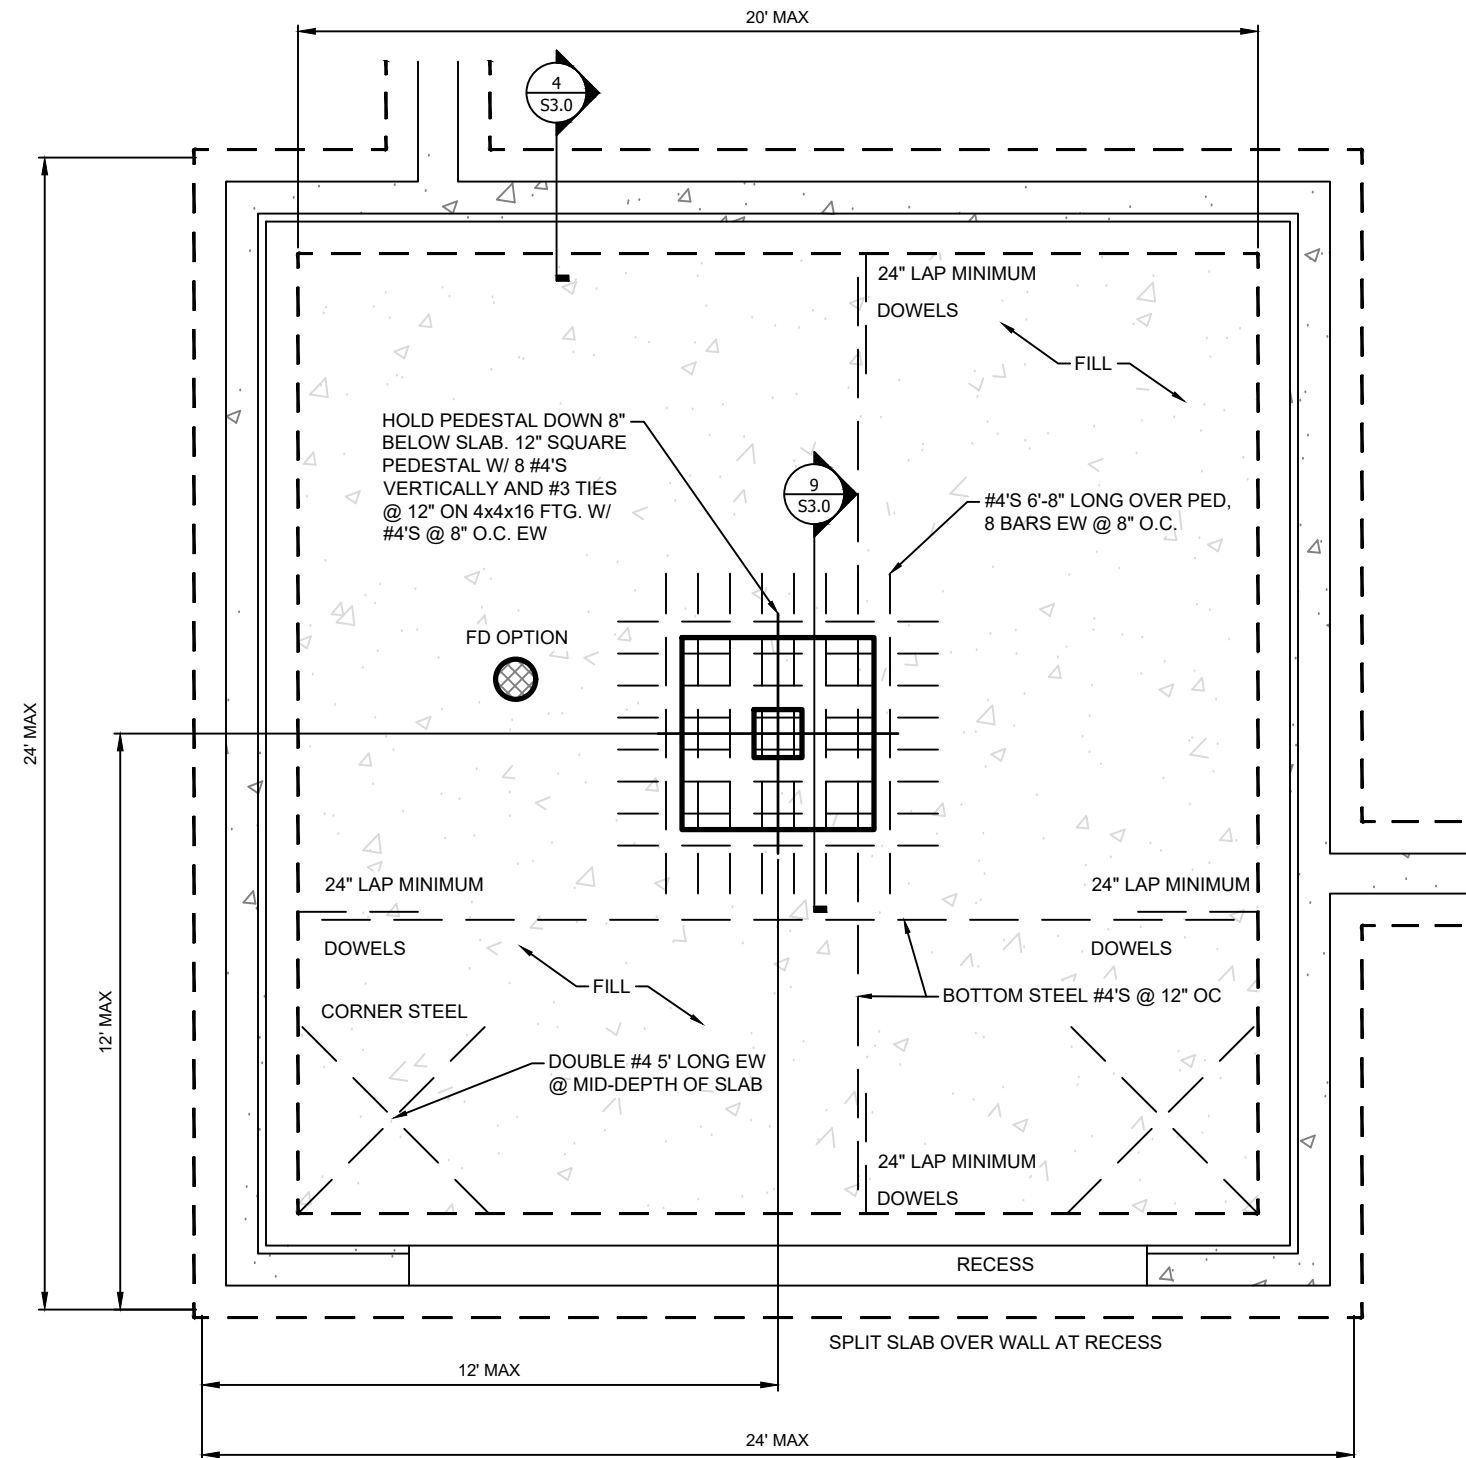 20' MAX
4
S3.0
24" LAP MINIMUM
DOWELS
FILL
HOLD PEDESTAL DOWN 8"
BELOW SLAB. 12" SQUARE
PEDESTAL W/ 8 #4'S
VERTICALLY AND #3 TIES
@ 12" ON 4x4x16 FTG. W/
#4'S @ 8" O.C. EW
9
S3.0
#4'S 6'-8" LONG OVER PED,
8 BARS EW @ 8" O.C.
FD OPTION
24' MAX
24" LAP MINIMUM
24" LAP MINIMUM
DOWELS
DOWELS
FILL
BOTTOM STEEL #4'S @ 12" OC
CORNER STEEL
12' MAX
DOUBLE #4 5' LONG EW
@ MID-DEPTH OF SLAB
24" LAP MINIMUM
DOWELS
RECESS
SPLIT SLAB OVER WALL AT RECESS
12' MAX
24' MAX